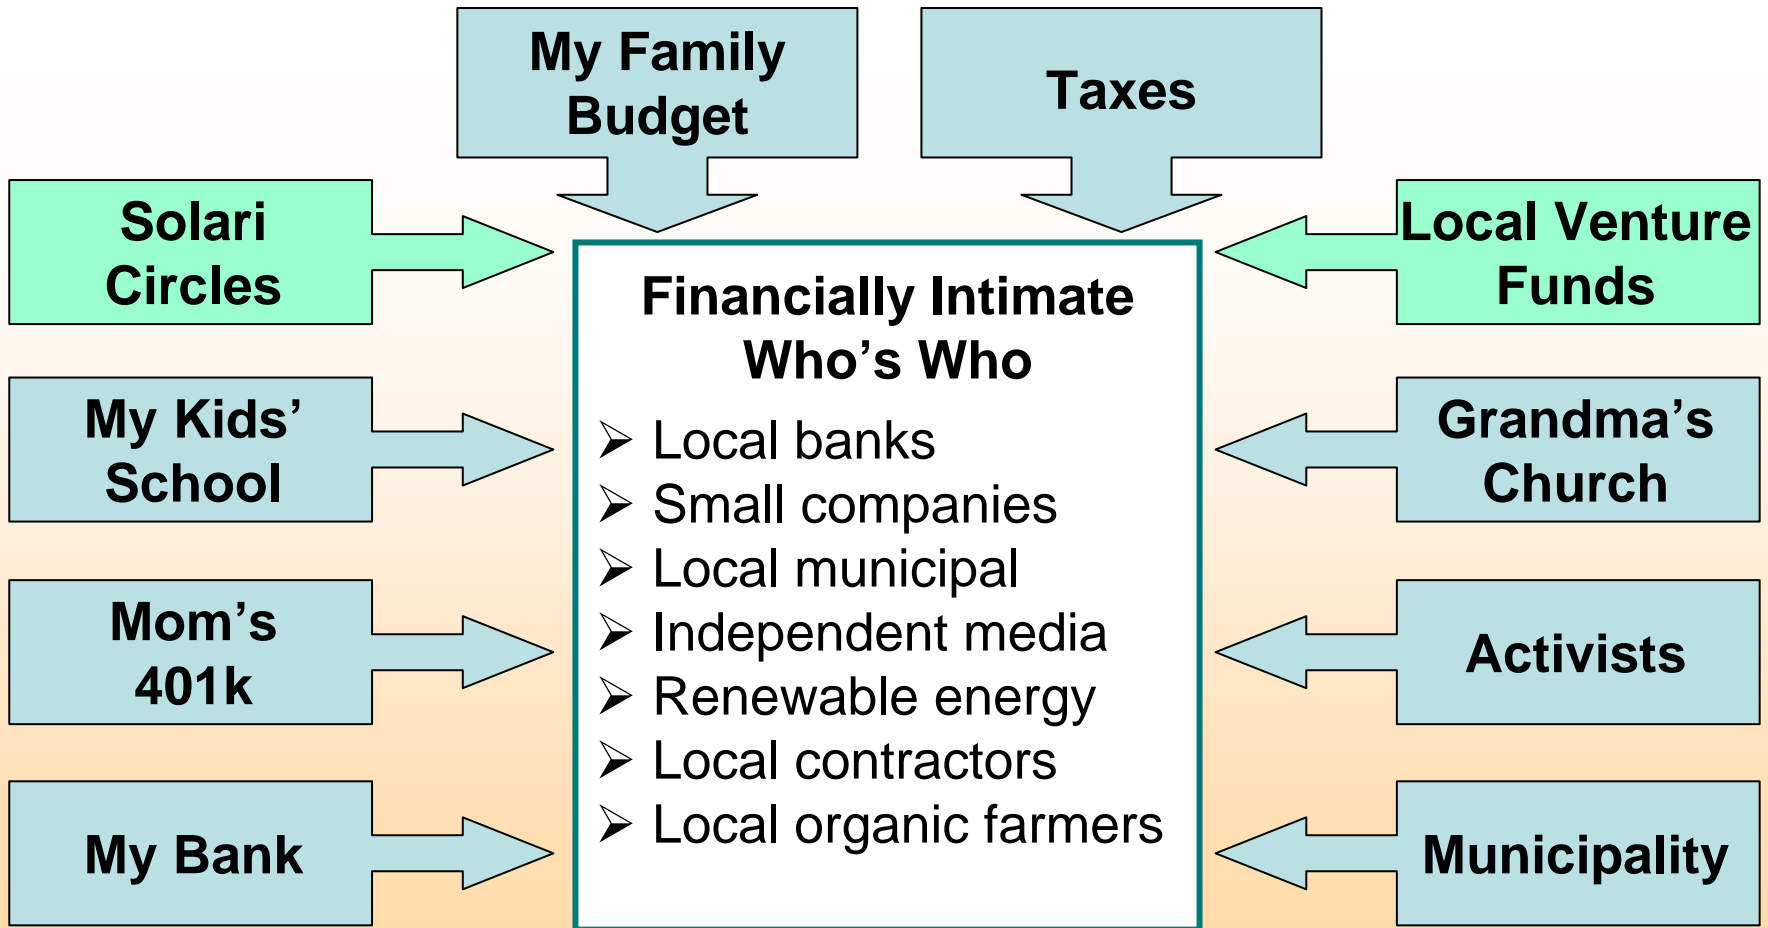 My Family
Budget
Taxes
Solari
Circles
Local Venture
Funds
Financially Intimate
Who’s Who
My Kids’
School
Grandma’s
Church
➢ Local banks
➢ Small companies
➢ Local municipal
➢ Independent media
➢ Renewable energy
➢ Local contractors
➢ Local organic farmers
Mom’s
401k
Activists
My Bank
Municipality